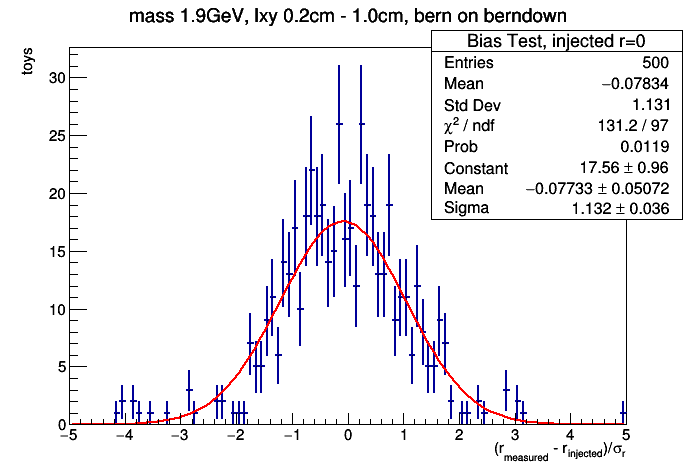 mass 1.9GeV, lxy 0.2cm - 1.0cm, bern on berndown
Bias Test, injected r=0
Entries 500
Mean −0.07834
Std Dev 1.131
χ² / ndf 131.2 / 97
Prob 0.0119
Constant 17.56 ± 0.96
Mean −0.07733 ± 0.05072
Sigma 1.132 ± 0.036
toys
30
25
20
15
10
5
0
−5 −4 −3 −2 −1 0 1 2 3 4 5
(r_measured - r_injected)/σ_r